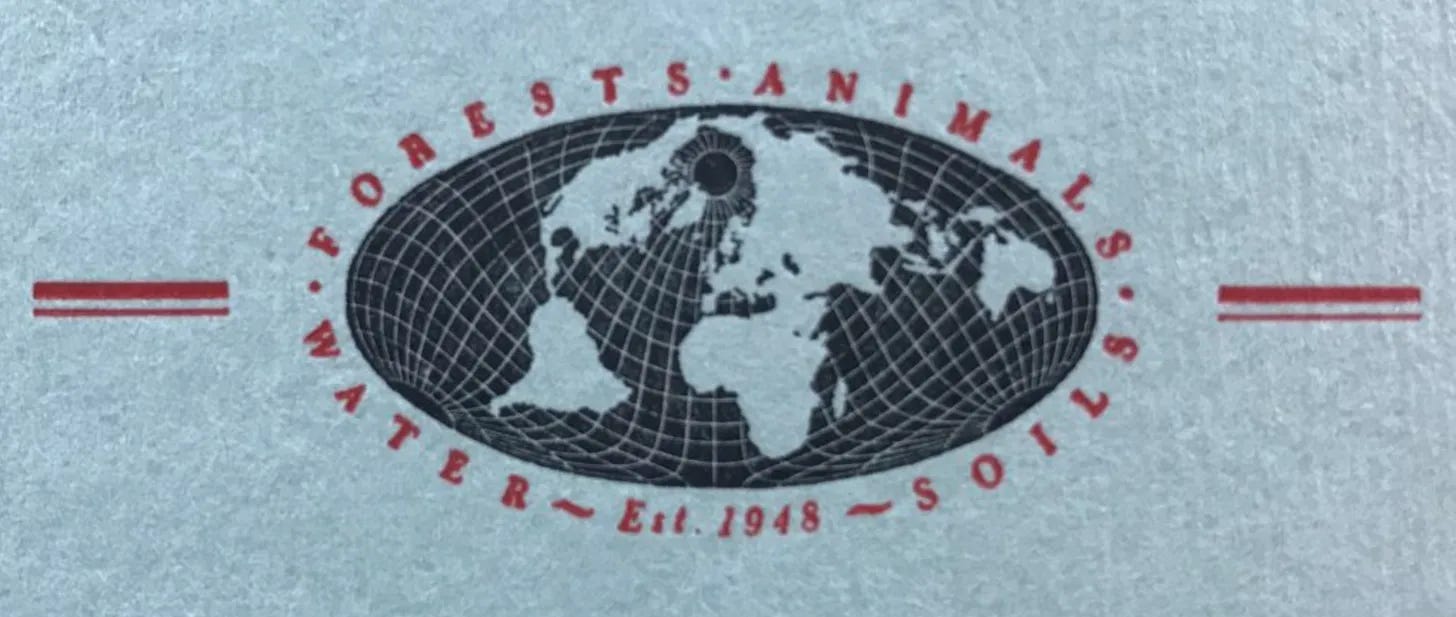 · FORESTS · ANIMALS · SOILS ~ Est. 1948 ~ WATER